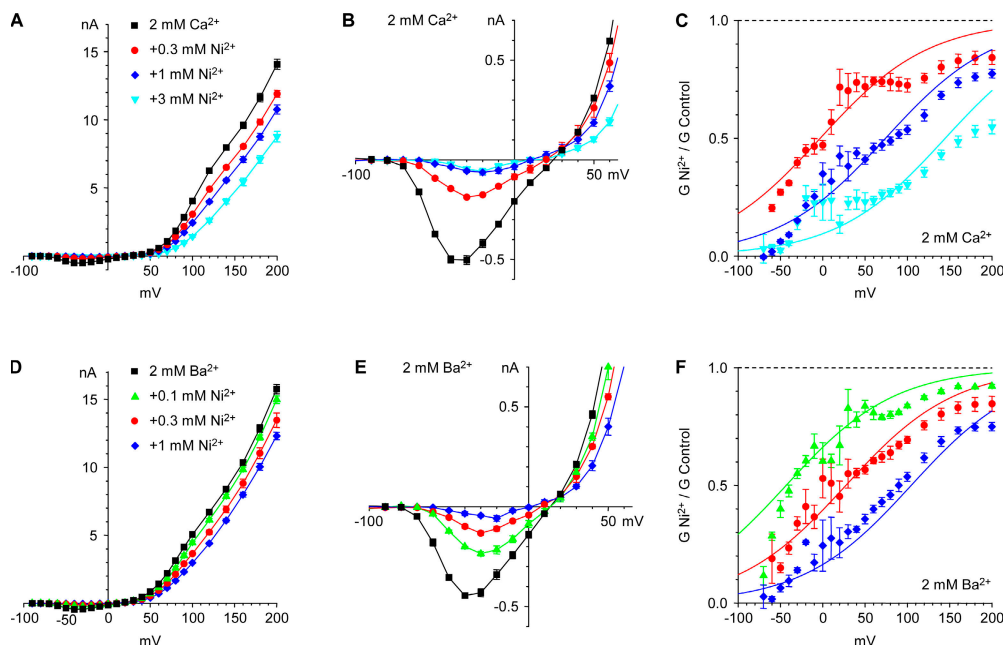 A
nA
2 mM Ca²⁺
+0.3 mM Ni²⁺
+1 mM Ni²⁺
+3 mM Ni²⁺
15
10
5
-100
-50
50
100
150
200
mV
B
2 mM Ca²⁺
nA
0.5
-100
50 mV
-0.5
C
1.0
0.5
0.0
G Ni²⁺ / G Control
2 mM Ca²⁺
-100
-50
0
50
100
150
200
mV
D
nA
2 mM Ba²⁺
+0.1 mM Ni²⁺
+0.3 mM Ni²⁺
+1 mM Ni²⁺
15
10
5
-100
-50
50
100
150
200
mV
E
2 mM Ba²⁺
nA
0.5
-100
50 mV
-0.5
F
1.0
0.5
0.0
G Ni²⁺ / G Control
2 mM Ba²⁺
-100
-50
0
50
100
150
200
mV